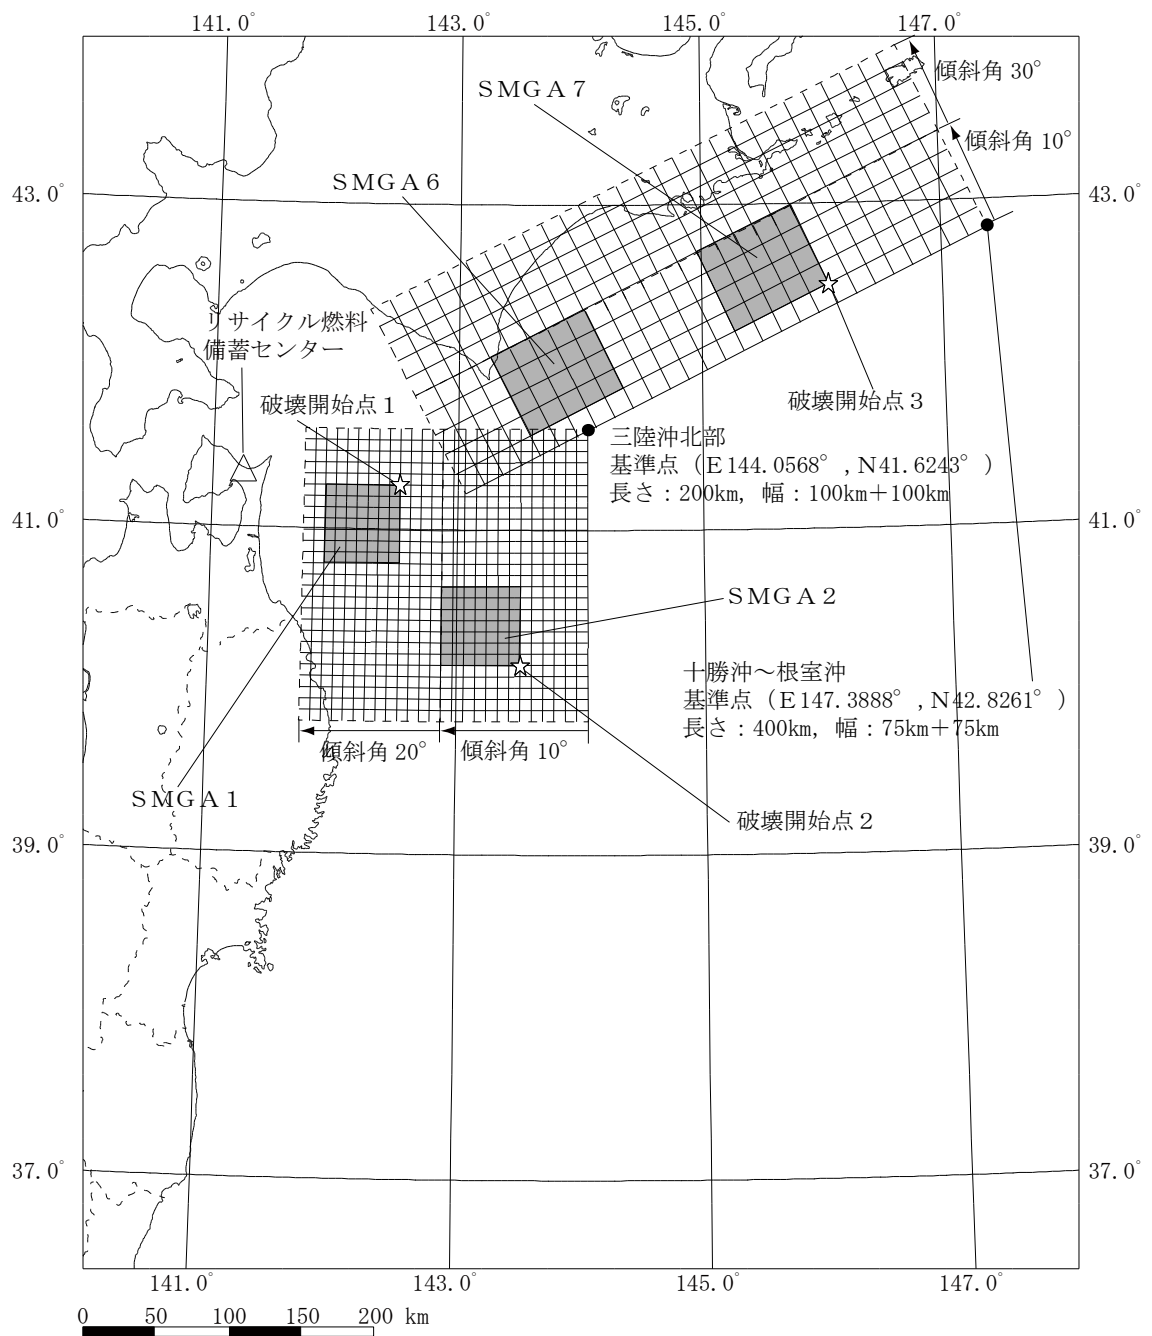 141.0° 143.0° 145.0° 147.0°
傾斜角 30°
SMGA7
傾斜角 10°
SMGA6
43.0° 43.0°
リサイクル燃料
備蓄センター
破壊開始点1
破壊開始点3
三陸沖北部
基準点(E144.0568°,N41.6243°)
長さ:200km, 幅:100km+100km
41.0° 41.0°
SMGA2
十勝沖~根室沖
基準点(E147.3888°,N42.8261°)
長さ:400km, 幅:75km+75km
傾斜角 20° 傾斜角 10°
SMGA1
破壊開始点2
39.0° 39.0°
37.0° 37.0°
141.0° 143.0° 145.0° 147.0°
0 50 100 150 200 km